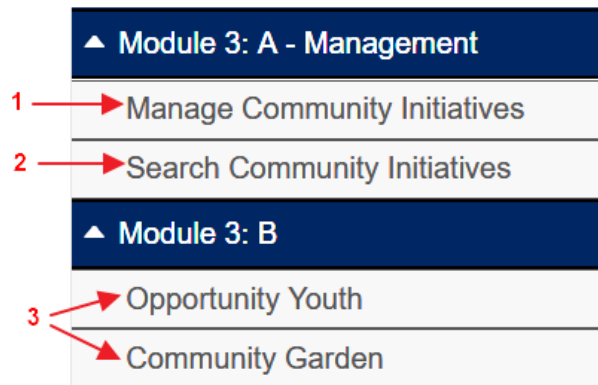 Module 3: A - Management
1 Manage Community Initiatives
2 Search Community Initiatives
Module 3: B
3
Opportunity Youth
Community Garden